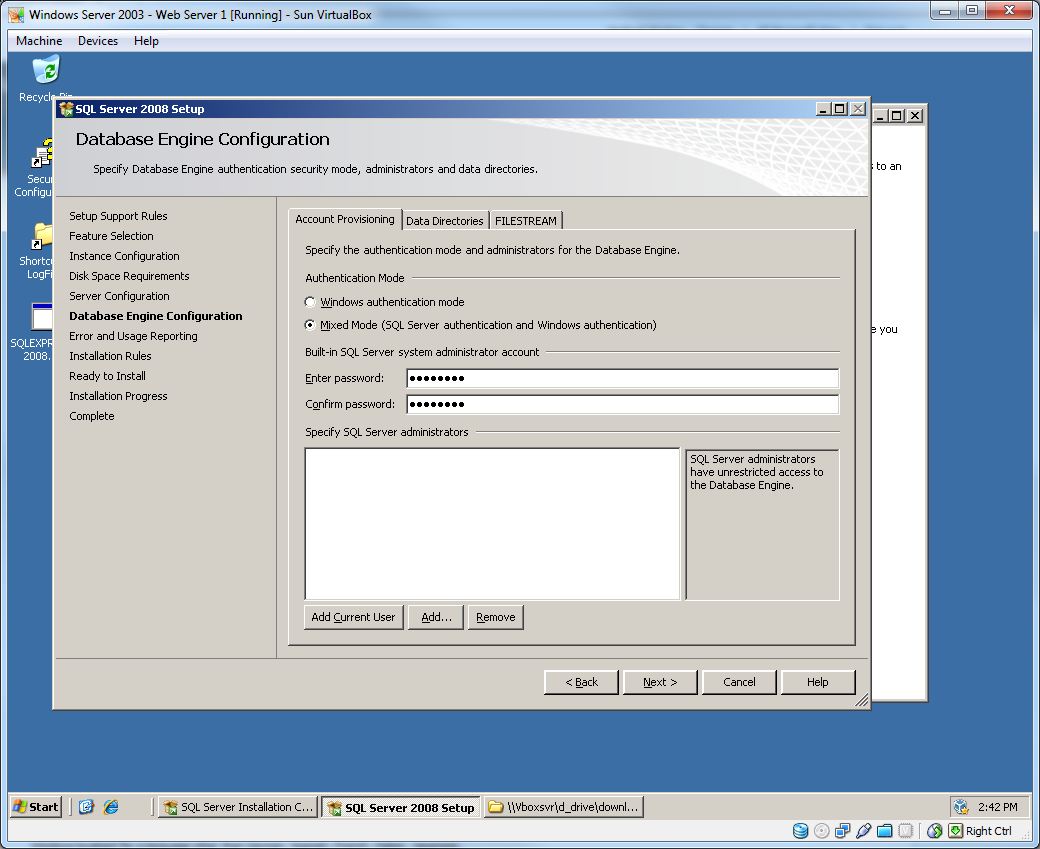 Windows Server 2003 - Web Server 1 [Running] - Sun VirtualBox
Machine Devices Help
Recycle
SQL Server 2008 Setup
Database Engine Configuration
Specify Database Engine authentication security mode, administrators and data directories.
s to an
Secu
Configu
Shortc
LogFi
SQLEXPR
2008.
e you
Setup Support Rules
Feature Selection
Instance Configuration
Disk Space Requirements
Server Configuration
Database Engine Configuration
Error and Usage Reporting
Installation Rules
Ready to Install
Installation Progress
Complete
Account Provisioning Data Directories FILESTREAM
Specify the authentication mode and administrators for the Database Engine.
Authentication Mode
Windows authentication mode
Mixed Mode (SQL Server authentication and Windows authentication)
Built-in SQL Server system administrator account
Enter password: ●●●●●●●●
Confirm password: ●●●●●●●●
Specify SQL Server administrators
SQL Server administrators
have unrestricted access to
the Database Engine.
Add Current User Add... Remove
< Back Next > Cancel Help
Start SQL Server Installation C... SQL Server 2008 Setup \\Vboxsvr\d_drive\downl... 2:42 PM
Right Ctrl